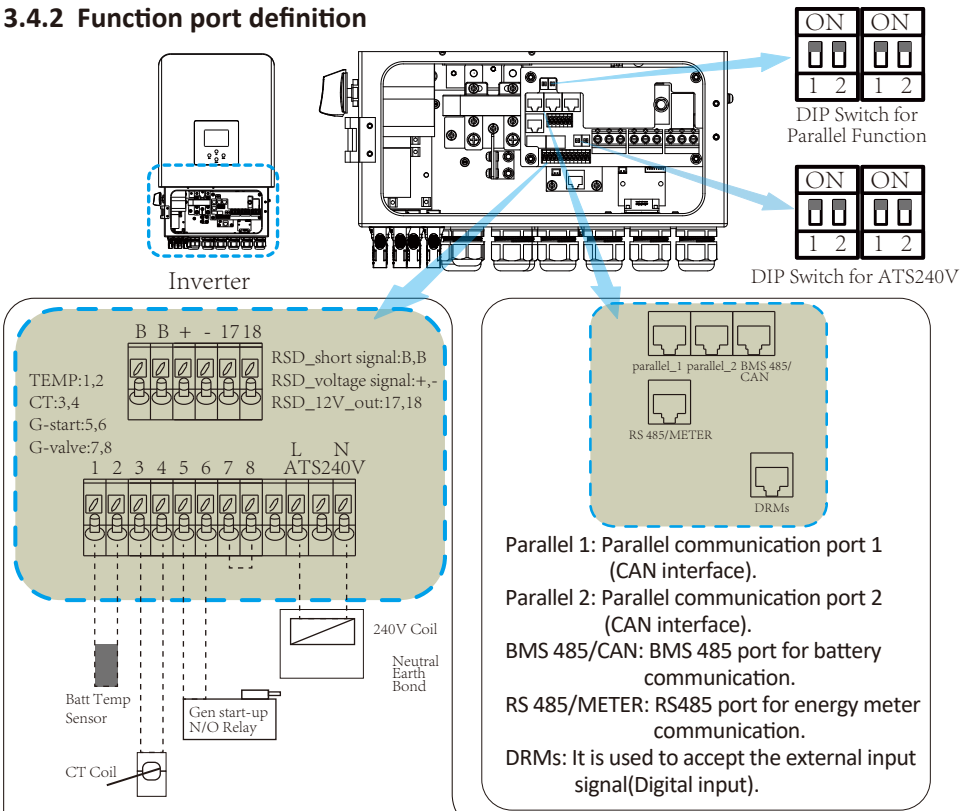 3.4.2 Function port definition
ON ON
1 2 1 2
DIP Switch for
Parallel Function
ON ON
1 2 1 2
DIP Switch for ATS240V
Inverter
B B + - 17 18
RSD_short signal:B,B
RSD_voltage signal:+,-
RSD_12V_out:17,18
TEMP:1,2
CT:3,4
G-start:5,6
G-valve:7,8
L N
1 2 3 4 5 6 7 8 ATS240V
240V Coil
Neutral
Earth
Bond
Batt Temp
Sensor
Gen start-up
N/O Relay
CT Coil
parallel_1 parallel_2 BMS 485/
CAN
RS 485/METER
DRMs
Parallel 1: Parallel communication port 1
(CAN interface).
Parallel 2: Parallel communication port 2
(CAN interface).
BMS 485/CAN: BMS 485 port for battery
communication.
RS 485/METER: RS485 port for energy meter
communication.
DRMs: It is used to accept the external input
signal(Digital input).